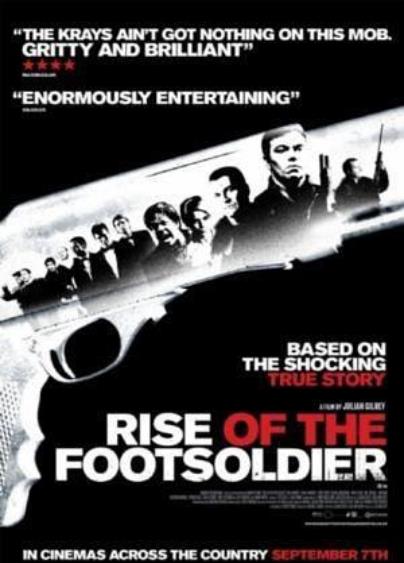 “THE KRAYS AIN’T GOT NOTHING ON THIS MOB.
GRITTY AND BRILLIANT”
“ENORMOUSLY ENTERTAINING”
BASED ON
THE SHOCKING
TRUE STORY
A FILM BY JULIAN GILBEY
RISE OF THE
FOOTSOLDIER
IN CINEMAS ACROSS THE COUNTRY SEPTEMBER 7TH